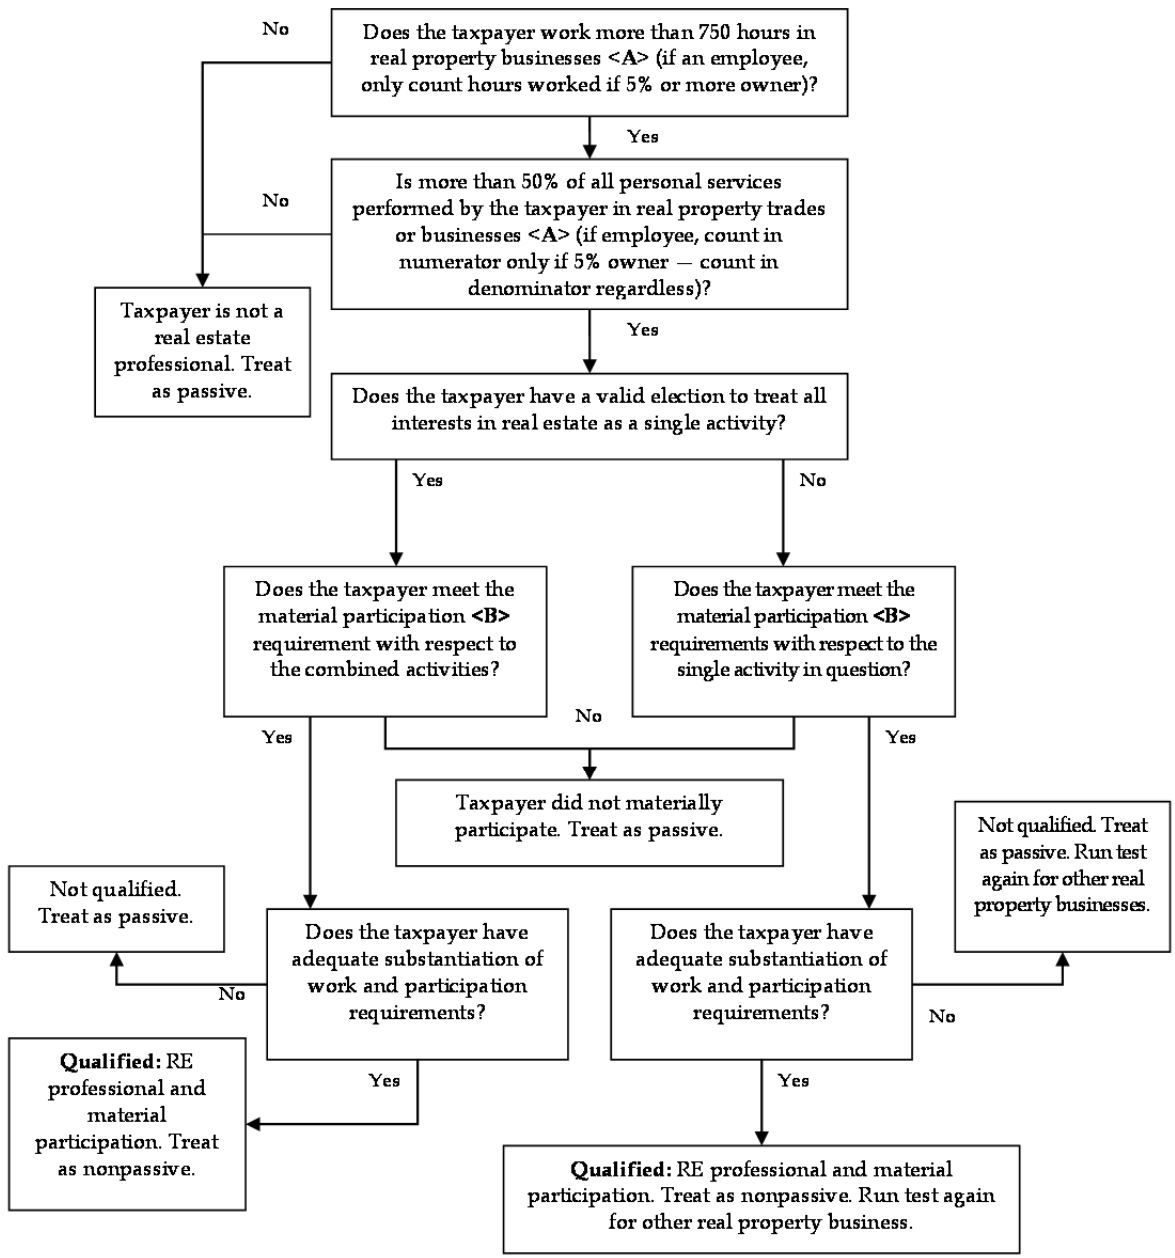 No
Does the taxpayer work more than 750 hours in
real property businesses <A> (if an employee,
only count hours worked if 5% or more owner)?
Yes
No
Is more than 50% of all personal services
performed by the taxpayer in real property trades
or businesses <A> (if employee, count in
numerator only if 5% owner — count in
denominator regardless)?
Taxpayer is not a
real estate
professional. Treat
as passive.
Yes
Does the taxpayer have a valid election to treat all
interests in real estate as a single activity?
Yes
No
Does the taxpayer meet the
material participation <B>
requirement with respect to
the combined activities?
Does the taxpayer meet the
material participation <B>
requirements with respect to the
single activity in question?
No
Yes
Yes
Taxpayer did not materially
participate. Treat as passive.
Not qualified. Treat
as passive. Run test
again for other real
property businesses.
Not qualified.
Treat as passive.
Does the taxpayer have
adequate substantiation of
work and participation
requirements?
Does the taxpayer have
adequate substantiation of
work and participation
requirements?
No
No
Qualified: RE
professional and
material
participation. Treat
as nonpassive.
Yes
Yes
Qualified: RE professional and material
participation. Treat as nonpassive. Run test again
for other real property business.